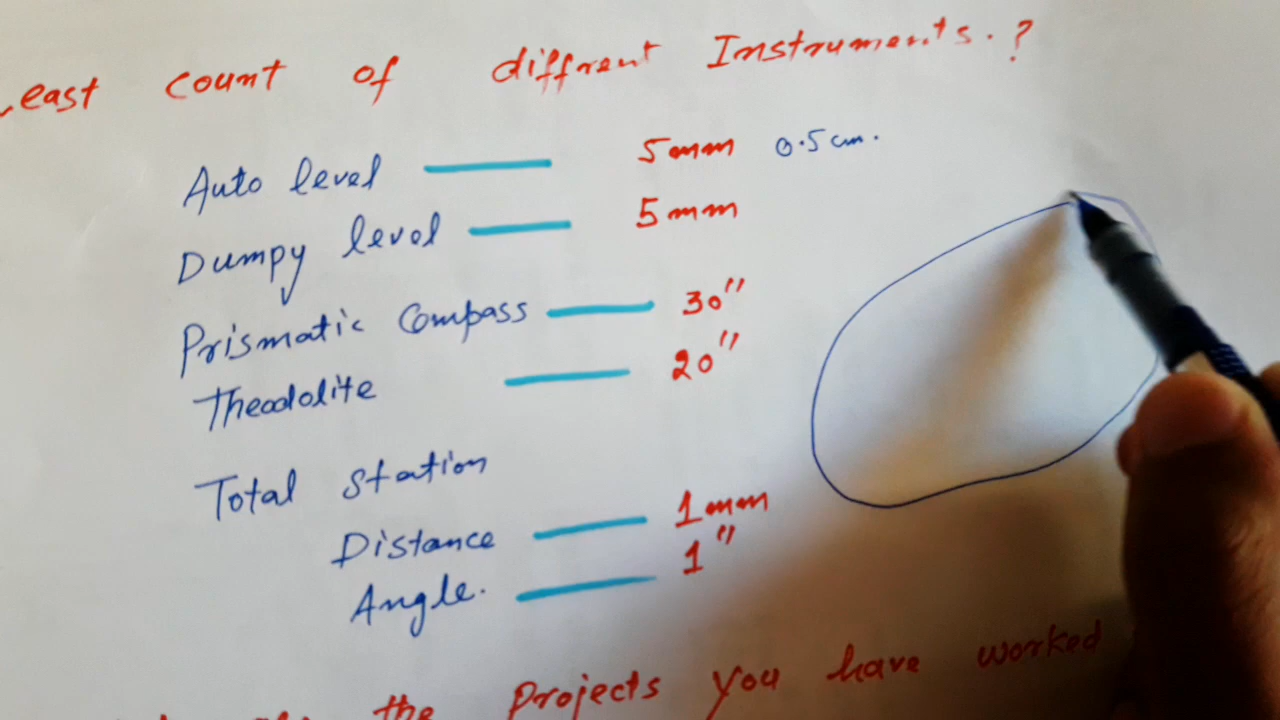 Least count of diffrent Instruments. ?
Auto level — 5mm 0.5cm.
Dumpy level — 5mm
Prismatic Compass — 30"
Theodolite — 20"
Total station
Distance — 1mm
Angle. — 1"
the Projects you have worked